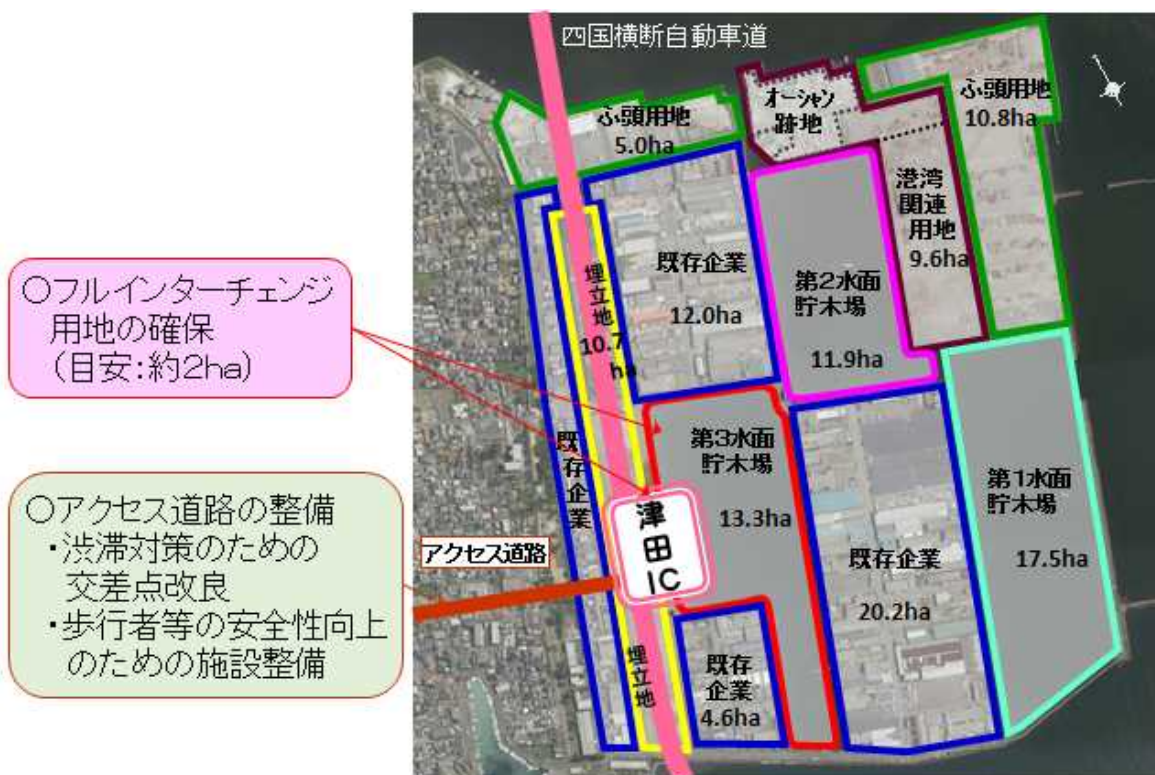 四国横断自動車道
ふ頭用地
5.0ha
オーシャン
跡地
ふ頭用地
10.8ha
港湾
関連
用地
9.6ha
○フルインターチェンジ
用地の確保
(目安:約2ha)
埋立地
10.7
ha
既存企業
12.0ha
第2水面
貯木場
11.9ha
既存企業
第3水面
貯木場
13.3ha
第1水面
貯木場
17.5ha
○アクセス道路の整備
・渋滞対策のための
交差点改良
・歩行者等の安全性向上
のための施設整備
アクセス道路
津田
IC
既存企業
20.2ha
埋立地
既存
企業
4.6ha